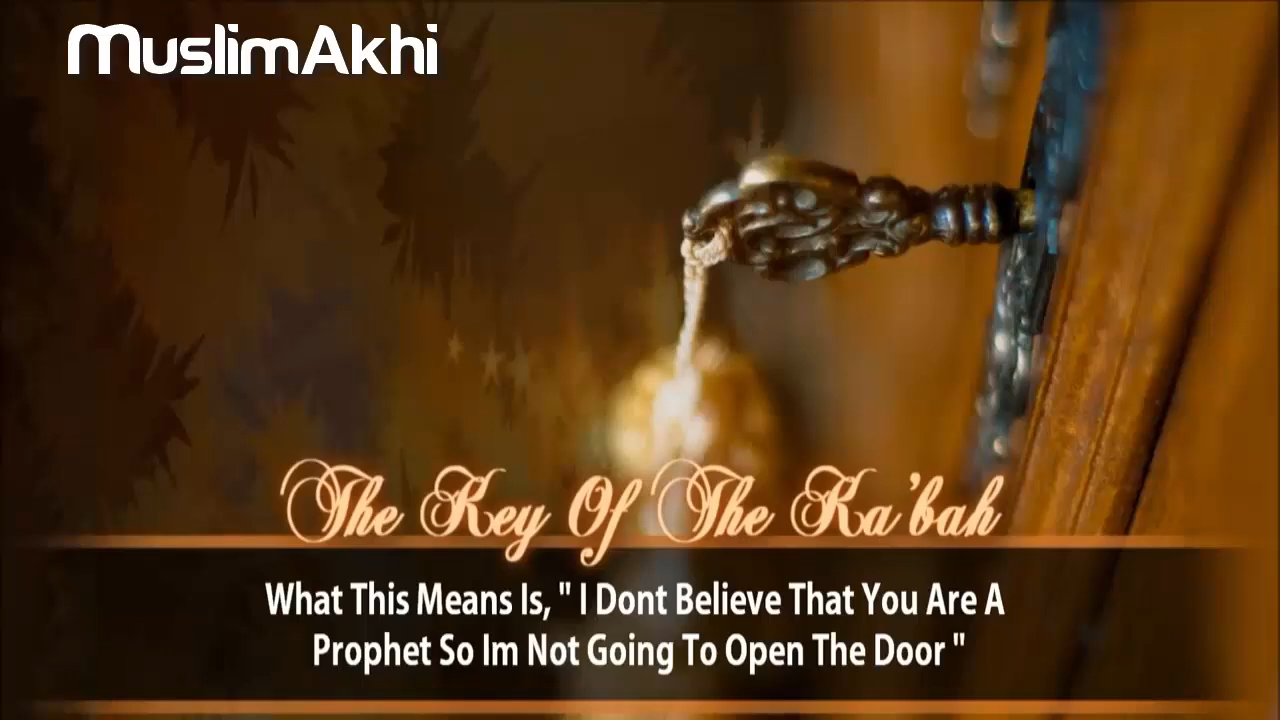 MuslimAkhi
The Key Of The Ka'bah
What This Means Is, " I Dont Believe That You Are A
Prophet So Im Not Going To Open The Door "